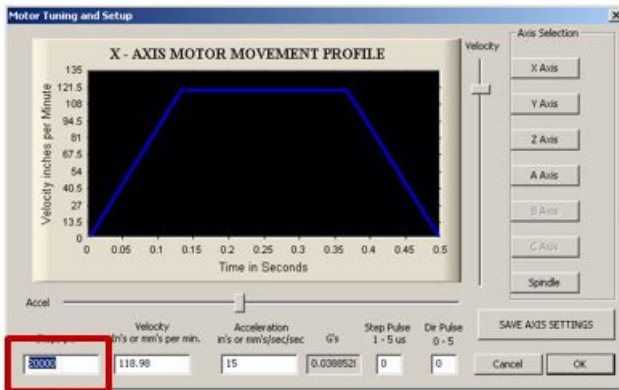 Motor Tuning and Setup
X - AXIS MOTOR MOVEMENT PROFILE
Velocity inches per Minute
135
121.5
108
94.5
81
67.5
54
40.5
27
13.5
0
0 0.05 0.1 0.15 0.2 0.25 0.3 0.35 0.4 0.45 0.5
Time in Seconds
Velocity
Axis Selection
X Axis
Y Axis
Z Axis
A Axis
B Axis
C Axis
Spindle
Accel
Velocity
In's or mm's per min.
Acceleration
in's or mm's/sec/sec
G's
Step Pulse
1 - 5 us
Dir Pulse
0 - 5
20000
118.98
15
0.0388521
0
0
SAVE AXIS SETTINGS
Cancel
OK